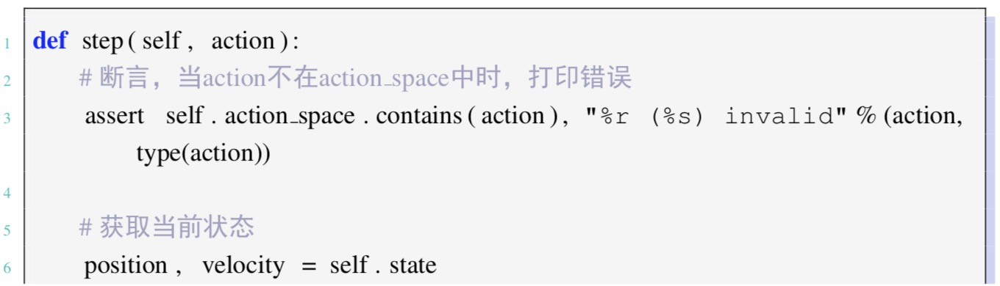 1 def step(self, action):
2 # 断言，当action不在action_space中时，打印错误
3 assert self.action_space.contains(action), "%r (%s) invalid" % (action,
type(action))
4
5 # 获取当前状态
6 position, velocity = self.state